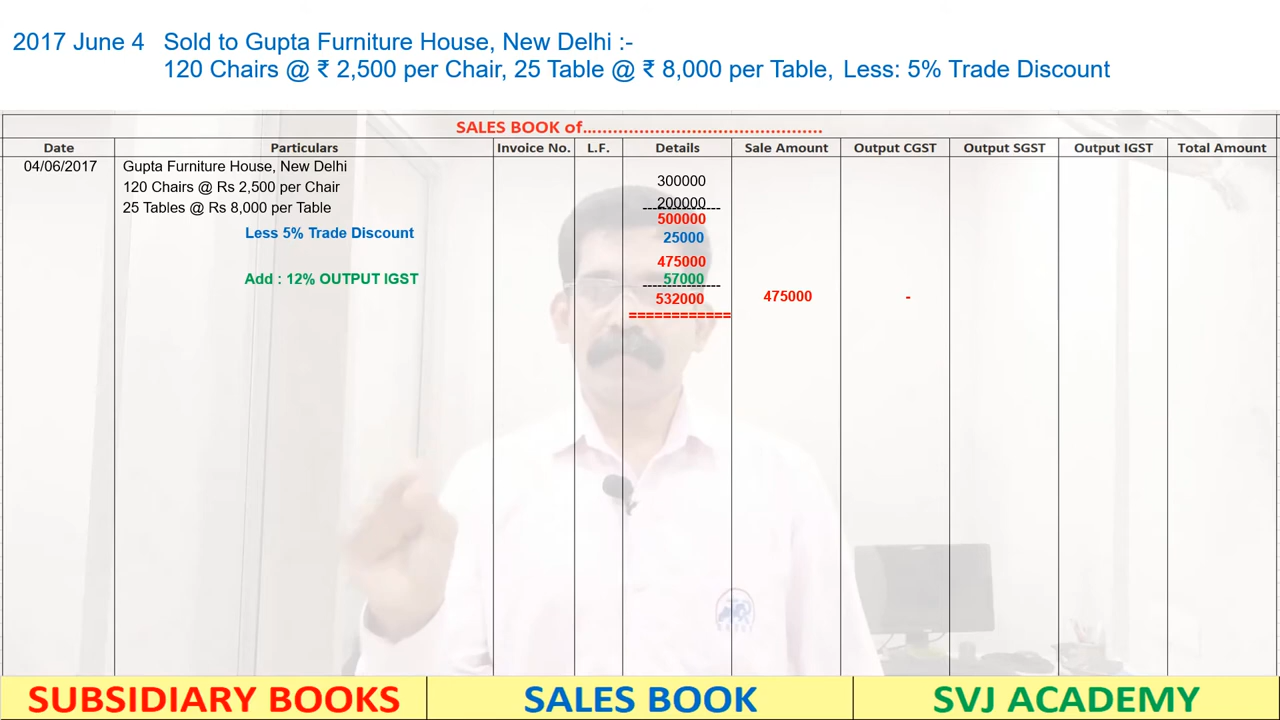 2017 June 4 Sold to Gupta Furniture House, New Delhi :-
120 Chairs @ ₹ 2,500 per Chair, 25 Table @ ₹ 8,000 per Table, Less: 5% Trade Discount
SALES BOOK of................................................
Date Particulars Invoice No. L.F. Details Sale Amount Output CGST Output SGST Output IGST Total Amount
04/06/2017 Gupta Furniture House, New Delhi
120 Chairs @ Rs 2,500 per Chair 300000
25 Tables @ Rs 8,000 per Table 200000
500000
Less 5% Trade Discount 25000
475000
Add : 12% OUTPUT IGST 57000
532000 475000 -
============
SUBSIDIARY BOOKS SALES BOOK SVJ ACADEMY